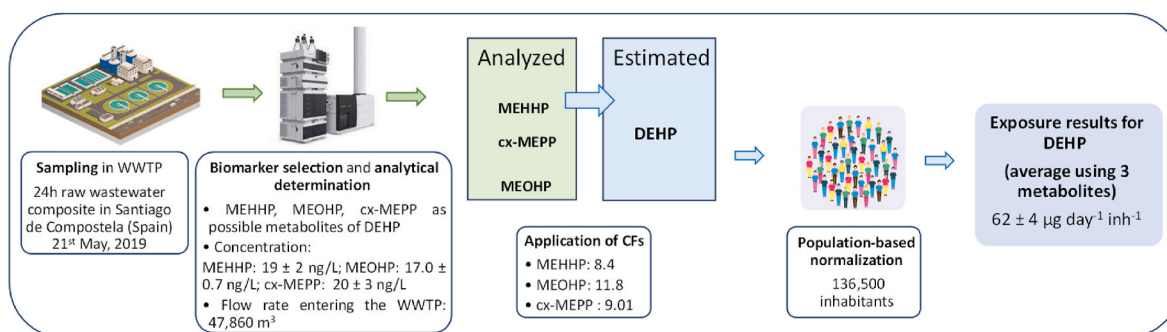 Sampling in WWTP
24h raw wastewater
composite in Santiago
de Compostela (Spain)
21st May, 2019
Biomarker selection and analytical
determination
• MEHHP, MEOHP, cx-MEPP as
possible metabolites of DEHP
• Concentration:
MEHHP: 19 ± 2 ng/L; MEOHP: 17.0 ±
0.7 ng/L; cx-MEPP: 20 ± 3 ng/L
• Flow rate entering the WWTP:
47,860 m³
Analyzed
MEHHP
cx-MEPP
MEOHP
Estimated
DEHP
Application of CFs
• MEHHP: 8.4
• MEOHP: 11.8
• cx-MEPP : 9.01
Population-based
normalization
136,500
inhabitants
Exposure results for
DEHP
(average using 3
metabolites)
62 ± 4 µg day⁻¹ inh⁻¹